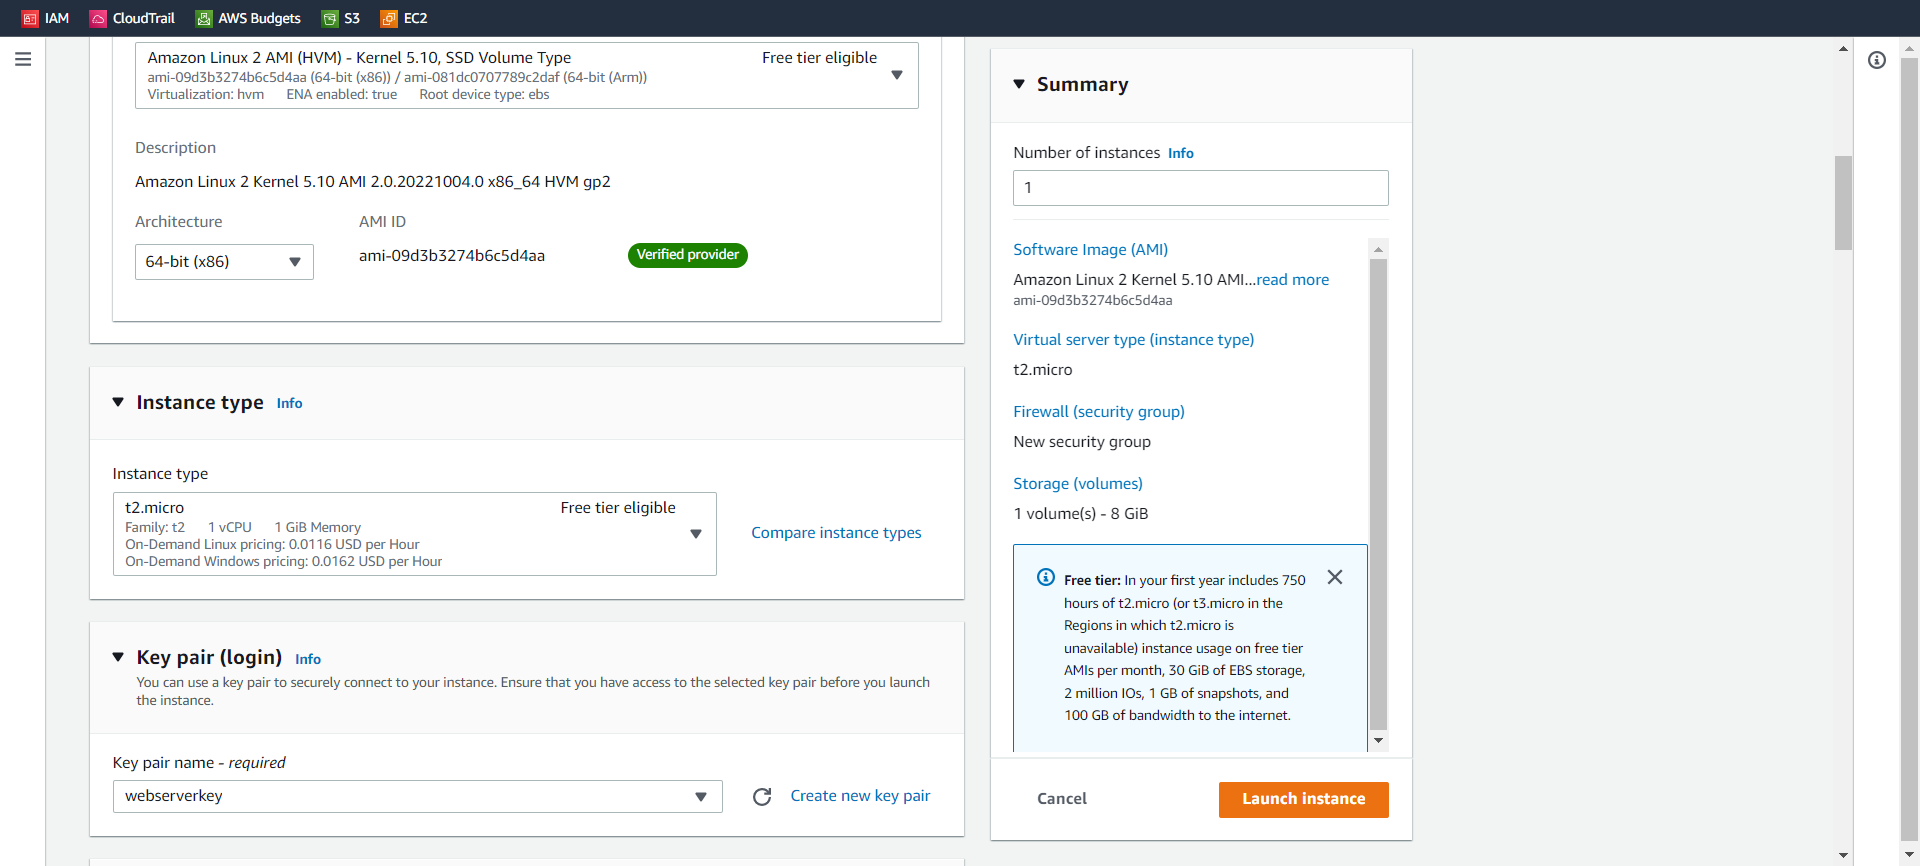 IAM CloudTrail AWS Budgets S3 EC2
Amazon Linux 2 AMI (HVM) - Kernel 5.10, SSD Volume Type Free tier eligible
ami-09d3b3274b6c5d4aa (64-bit (x86)) / ami-081dc0707789c2daf (64-bit (Arm))
Virtualization: hvm ENA enabled: true Root device type: ebs
Description
Amazon Linux 2 Kernel 5.10 AMI 2.0.20221004.0 x86_64 HVM gp2
Architecture AMI ID
64-bit (x86) ami-09d3b3274b6c5d4aa Verified provider
Instance type Info
Instance type
t2.micro Free tier eligible
Family: t2 1 vCPU 1 GiB Memory
On-Demand Linux pricing: 0.0116 USD per Hour
On-Demand Windows pricing: 0.0162 USD per Hour
Compare instance types
Key pair (login) Info
You can use a key pair to securely connect to your instance. Ensure that you have access to the selected key pair before you launch
the instance.
Key pair name - required
webserverkey Create new key pair
Summary
Number of instances Info
1
Software Image (AMI)
Amazon Linux 2 Kernel 5.10 AMI...read more
ami-09d3b3274b6c5d4aa
Virtual server type (instance type)
t2.micro
Firewall (security group)
New security group
Storage (volumes)
1 volume(s) - 8 GiB
Free tier: In your first year includes 750
hours of t2.micro (or t3.micro in the
Regions in which t2.micro is
unavailable) instance usage on free tier
AMIs per month, 30 GiB of EBS storage,
2 million IOs, 1 GB of snapshots, and
100 GB of bandwidth to the internet.
Cancel Launch instance